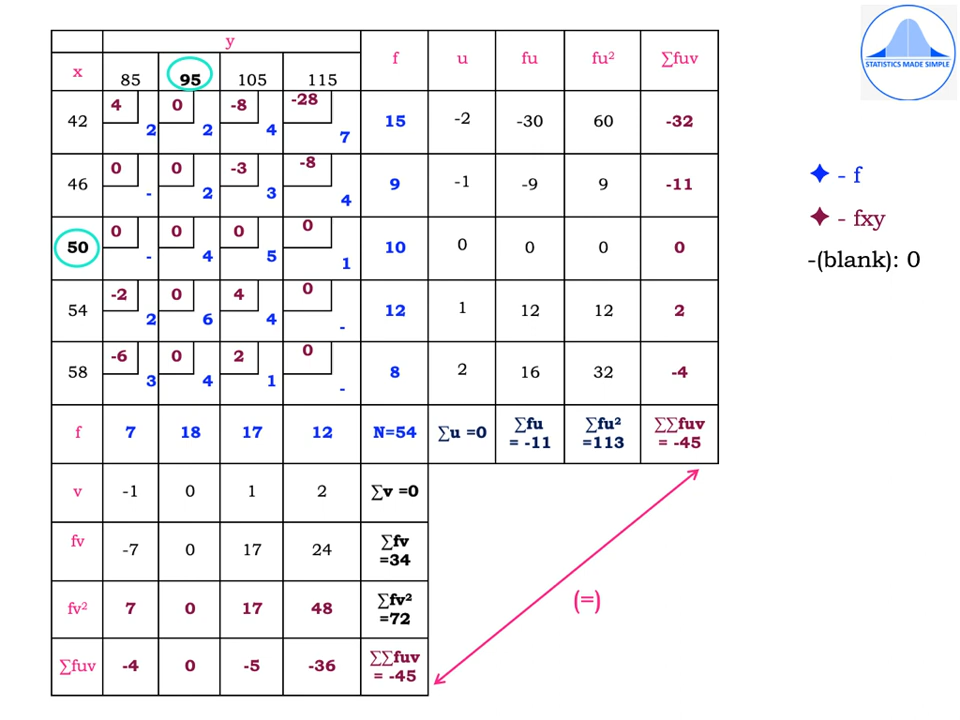 STATISTICS MADE SIMPLE
y
x 85 95 105 115 f u fu fu² ∑fuv
4 0 -8 -28
42 2 2 4 7 15 -2 -30 60 -32
0 0 -3 -8
46 - 2 3 4 9 -1 -9 9 -11
0 0 0 0
50 - 4 5 1 10 0 0 0 0
-2 0 4 0
54 2 6 4 - 12 1 12 12 2
-6 0 2 0
58 3 4 1 - 8 2 16 32 -4
f 7 18 17 12 N=54 ∑u =0 ∑fu = -11 ∑fu² =113 ∑∑fuv = -45
v -1 0 1 2 ∑v =0
fv -7 0 17 24 ∑fv =34
fv² 7 0 17 48 ∑fv² =72
∑fuv -4 0 -5 -36 ∑∑fuv = -45
(=)
- f
- fxy
-(blank): 0